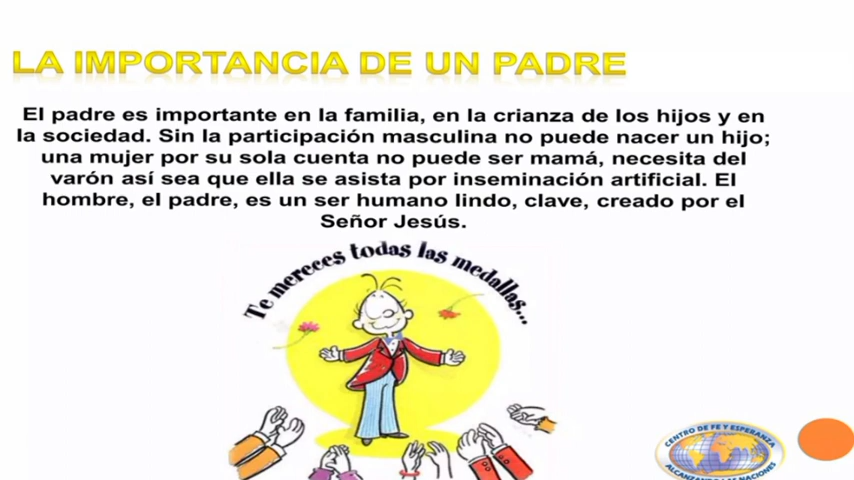 LA IMPORTANCIA DE UN PADRE
El padre es importante en la familia, en la crianza de los hijos y en
la sociedad. Sin la participación masculina no puede nacer un hijo;
una mujer por su sola cuenta no puede ser mamá, necesita del
varón así sea que ella se asista por inseminación artificial. El
hombre, el padre, es un ser humano lindo, clave, creado por el
Señor Jesús.
Te mereces todas las medallas...
CENTRO DE FE Y ESPERANZA
ALCANZANDO LAS NACIONES